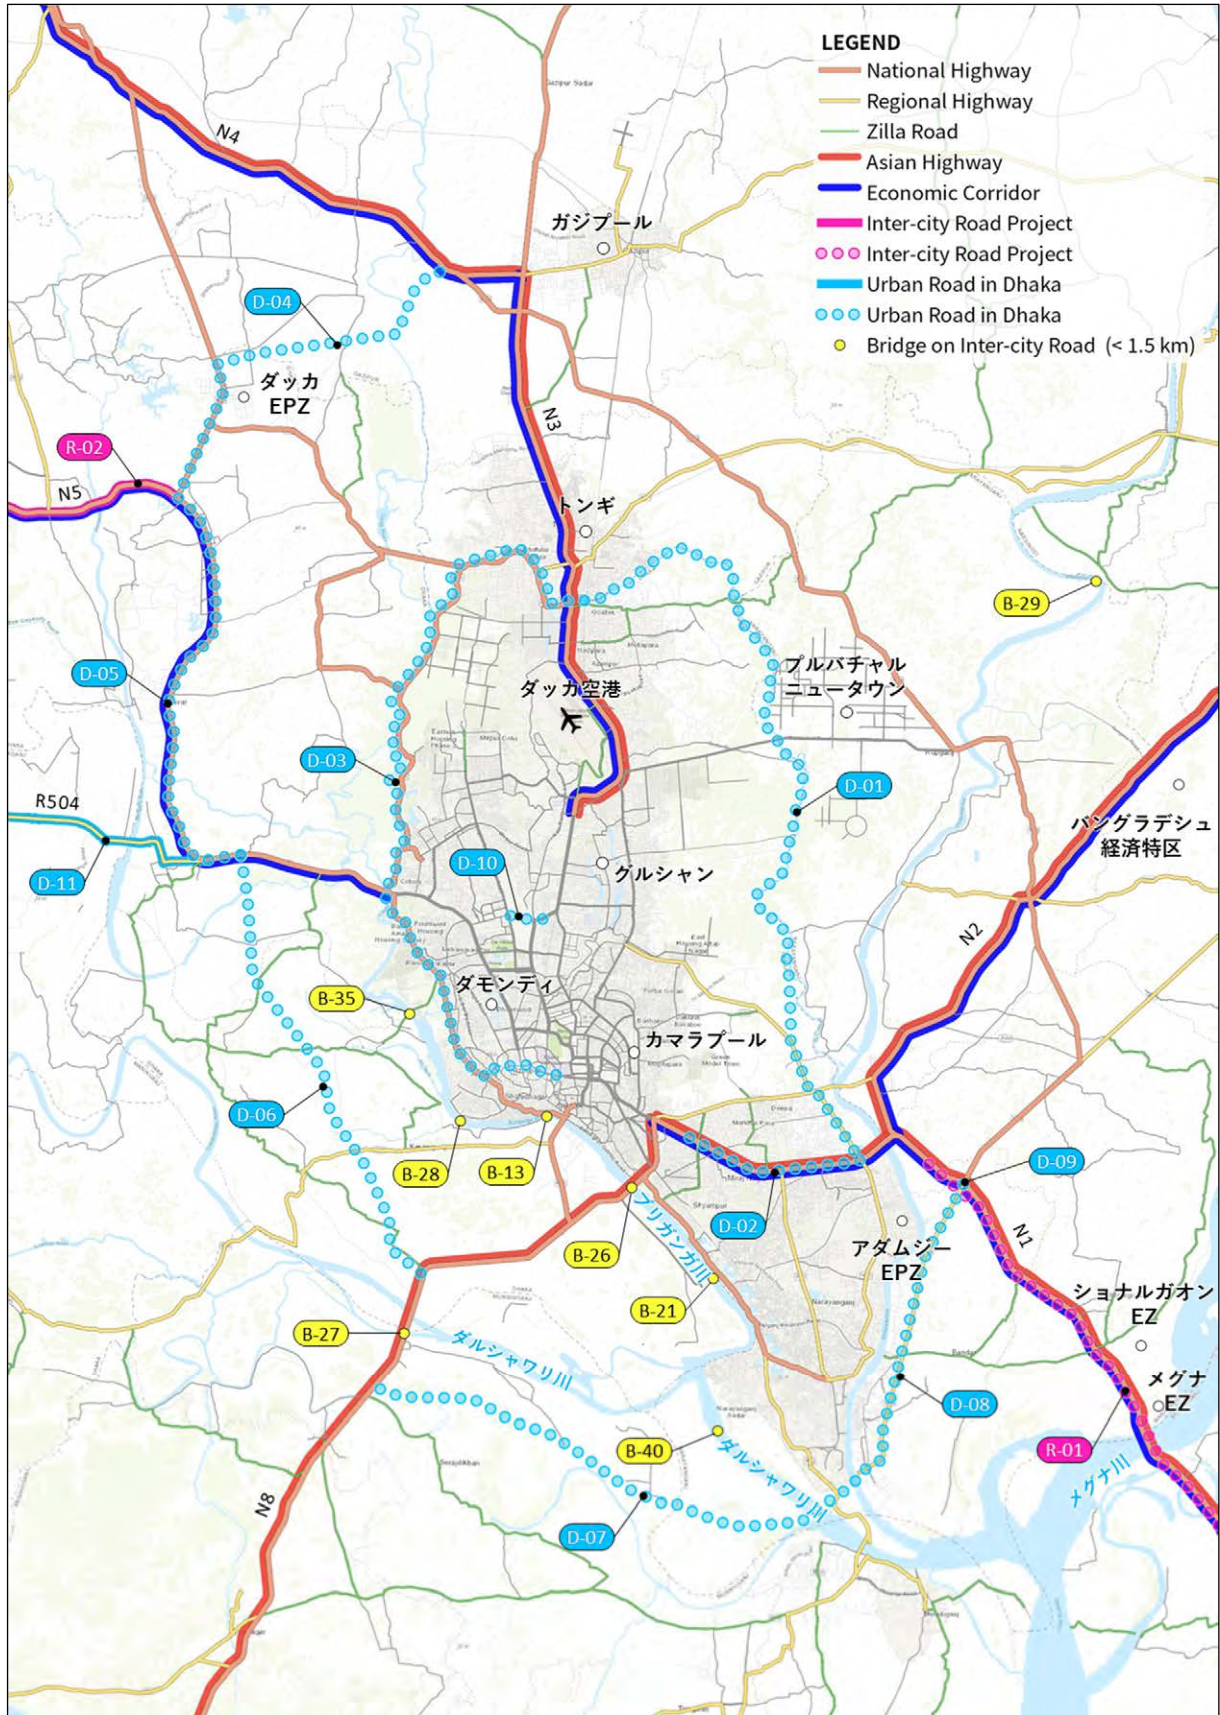 LEGEND
National Highway
Regional Highway
Zilla Road
Asian Highway
Economic Corridor
Inter-city Road Project
Inter-city Road Project
Urban Road in Dhaka
Urban Road in Dhaka
Bridge on Inter-city Road (< 1.5 km)
N4
ガジプール
D-04
ダッカ
EPZ
N3
R-02
N5
トンギ
B-29
プルバチャル
ニュータウン
D-05
ダッカ空港
D-03
D-01
R504
バングラデシュ
経済特区
D-10
グルシャン
D-11
N2
ダモンディ
B-35
カマラプール
D-06
B-28
B-13
D-09
D-02
B-26
ブリガンガ川
アダムジー
EPZ
N1
B-21
ショナルガオン
EZ
B-27
ダルシャワリ川
Narayanganj
Bandar
メグナ
EZ
D-08
B-40
ダルシャワリ川
R-01
メグナ川
Serajdikhan
N8
D-07